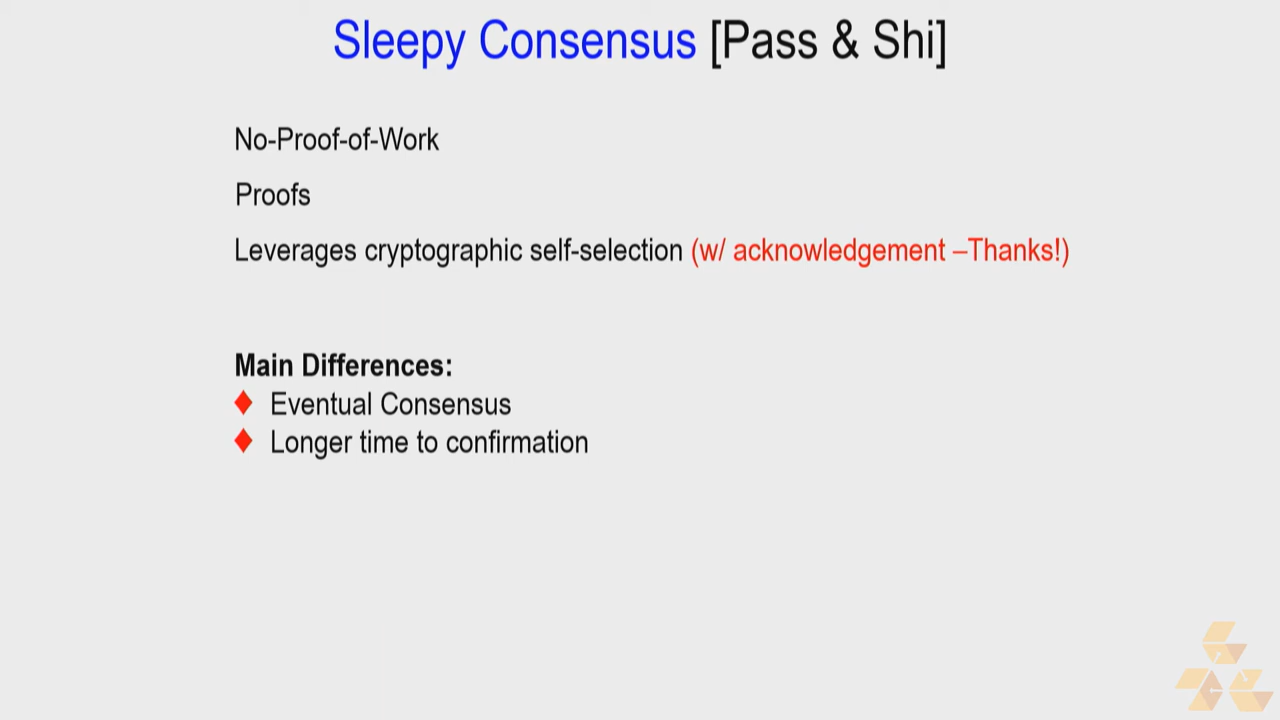 Sleepy Consensus [Pass & Shi]
No-Proof-of-Work
Proofs
Leverages cryptographic self-selection (w/ acknowledgement –Thanks!)
Main Differences:
♦ Eventual Consensus
♦ Longer time to confirmation